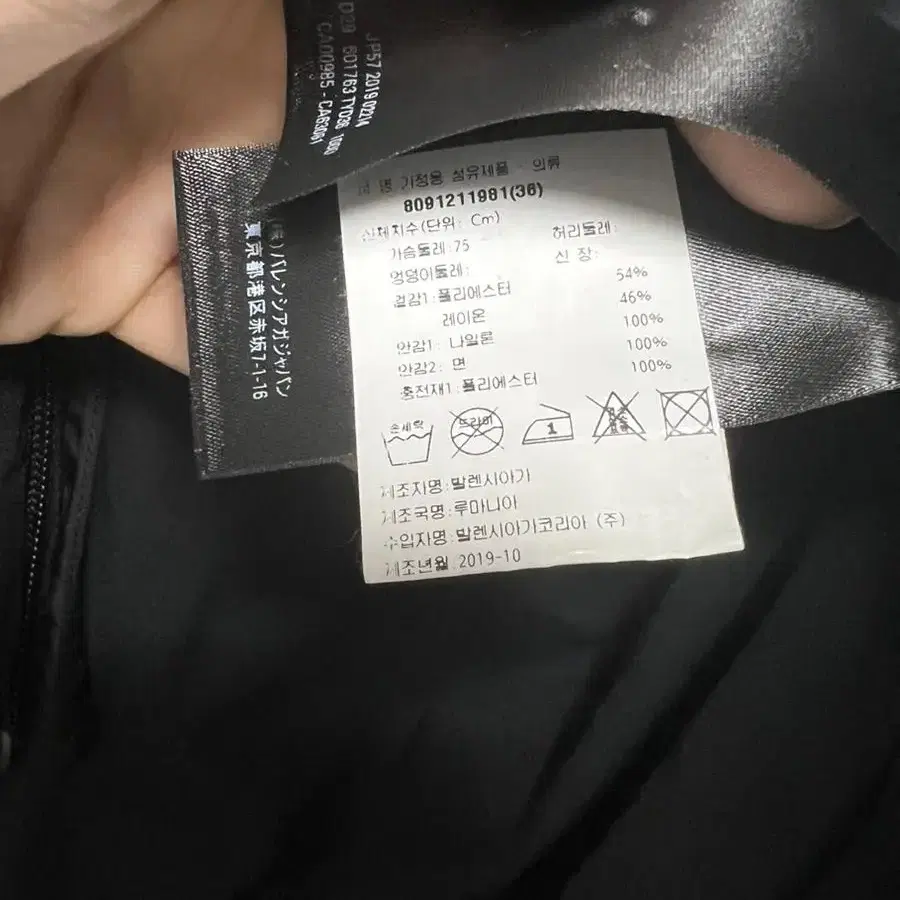 JP57 2019 02 14
D29 601763 TYD36 1000
CA00985 - CA63061
バレンシアガジャパン
東京都港区赤坂7-1-16
명 가정용 섬유제품 - 의류
8091211981(36)
신체치수(단위: Cm)
가슴둘레:75 허리둘레:
엉덩이둘레: 신 장:
겉감1:폴리에스터 54%
레이온 46%
안감1: 나일론 100%
안감2: 면 100%
충전재1:폴리에스터 100%
손세탁 드라이 1
제조자명:발렌시아가
제조국명:루마니아
수입자명:발렌시아가코리아 (주)
제조년월:2019-10